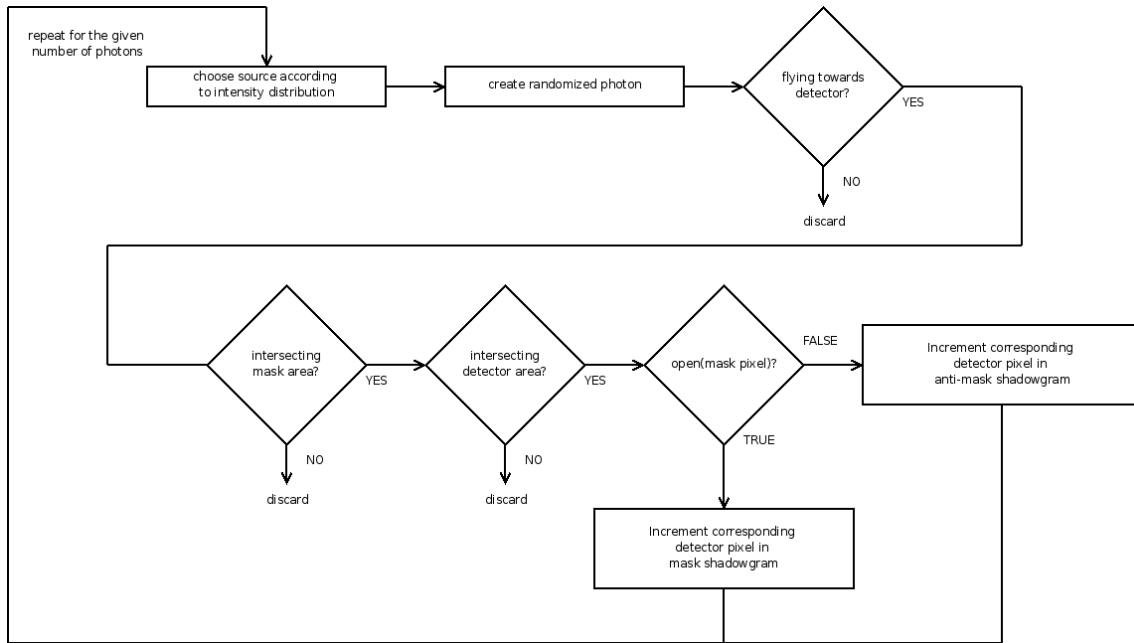 repeat for the given
number of photons
choose source according
to intensity distribution
create randomized photon
flying towards
detector?
YES
NO
discard
intersecting
mask area?
YES
NO
discard
intersecting
detector area?
YES
NO
discard
open(mask pixel)?
FALSE
TRUE
Increment corresponding
detector pixel in
anti-mask shadowgram
Increment corresponding
detector pixel in
mask shadowgram